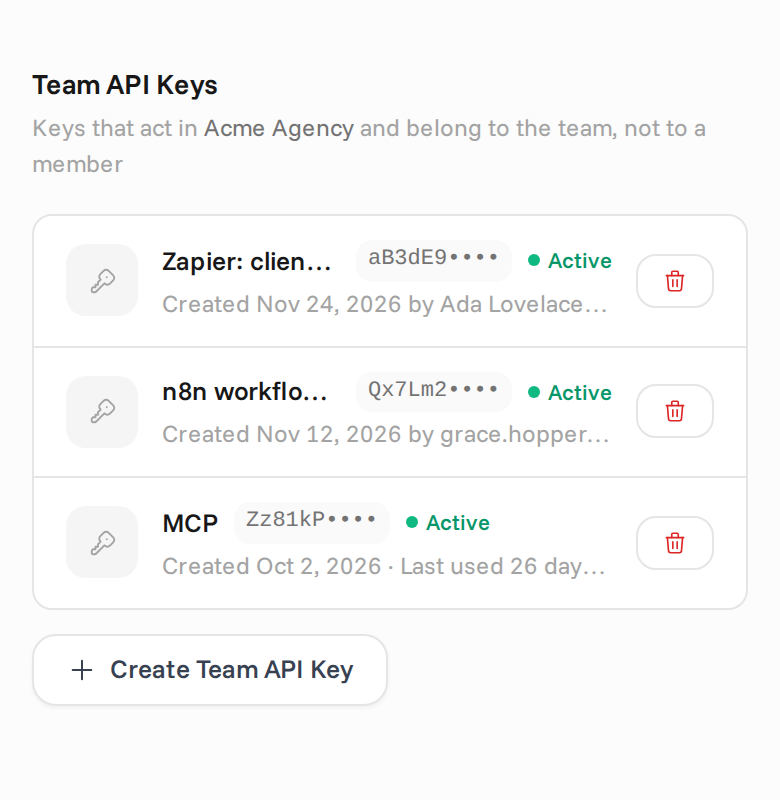 Team API Keys
Keys that act in Acme Agency and belong to the team, not to a
member
Zapier: clien... aB3dE9•••• Active
Created Nov 24, 2026 by Ada Lovelace...
n8n workflo... Qx7Lm2•••• Active
Created Nov 12, 2026 by grace.hopper...
MCP Zz81kP•••• Active
Created Oct 2, 2026 · Last used 26 day...
Create Team API Key